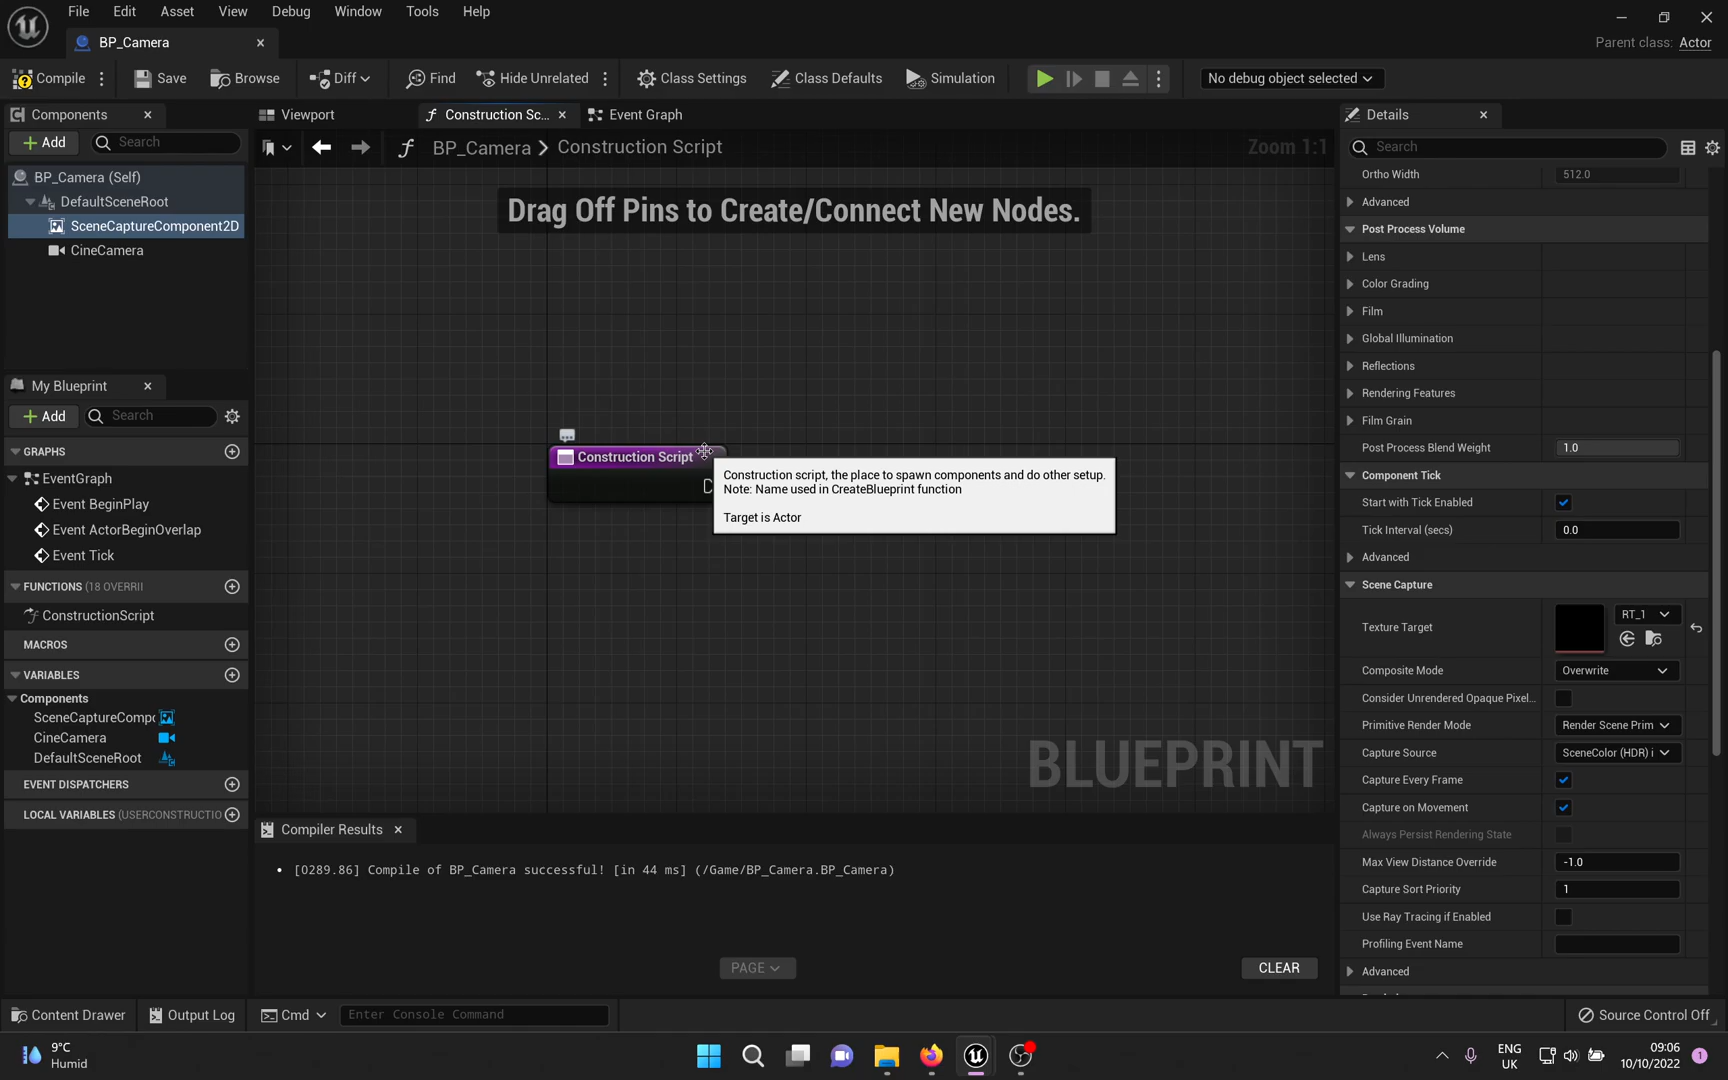 File Edit Asset View Debug Window Tools Help
BP_Camera
Parent class: Actor
Compile Save Browse Diff Find Hide Unrelated Class Settings Class Defaults Simulation No debug object selected
Components
Add Search
BP_Camera (Self)
DefaultSceneRoot
SceneCaptureComponent2D
CineCamera
My Blueprint
Add Search
GRAPHS
EventGraph
Event BeginPlay
Event ActorBeginOverlap
Event Tick
FUNCTIONS (18 OVERRI
ConstructionScript
MACROS
VARIABLES
Components
SceneCaptureCompo
CineCamera
DefaultSceneRoot
EVENT DISPATCHERS
LOCAL VARIABLES (USERCONSTRUCTIO
Viewport Construction Sc... Event Graph
BP_Camera > Construction Script Zoom 1:1
Drag Off Pins to Create/Connect New Nodes.
Construction Script
Construction script, the place to spawn components and do other setup.
Note: Name used in CreateBlueprint function
Target is Actor
BLUEPRINT
Compiler Results
• [0289.86] Compile of BP_Camera successful! [in 44 ms] (/Game/BP_Camera.BP_Camera)
PAGE CLEAR
Details
Search
Ortho Width 512.0
Advanced
Post Process Volume
Lens
Color Grading
Film
Global Illumination
Reflections
Rendering Features
Film Grain
Post Process Blend Weight 1.0
Component Tick
Start with Tick Enabled
Tick Interval (secs) 0.0
Advanced
Scene Capture
Texture Target RT_1
Composite Mode Overwrite
Consider Unrendered Opaque Pixel...
Primitive Render Mode Render Scene Prim
Capture Source SceneColor (HDR) i
Capture Every Frame
Capture on Movement
Always Persist Rendering State
Max View Distance Override -1.0
Capture Sort Priority 1
Use Ray Tracing if Enabled
Profiling Event Name
Advanced
Content Drawer Output Log Cmd Enter Console Command Source Control Off
9°C
Humid
ENG
UK
09:06
10/10/2022
1